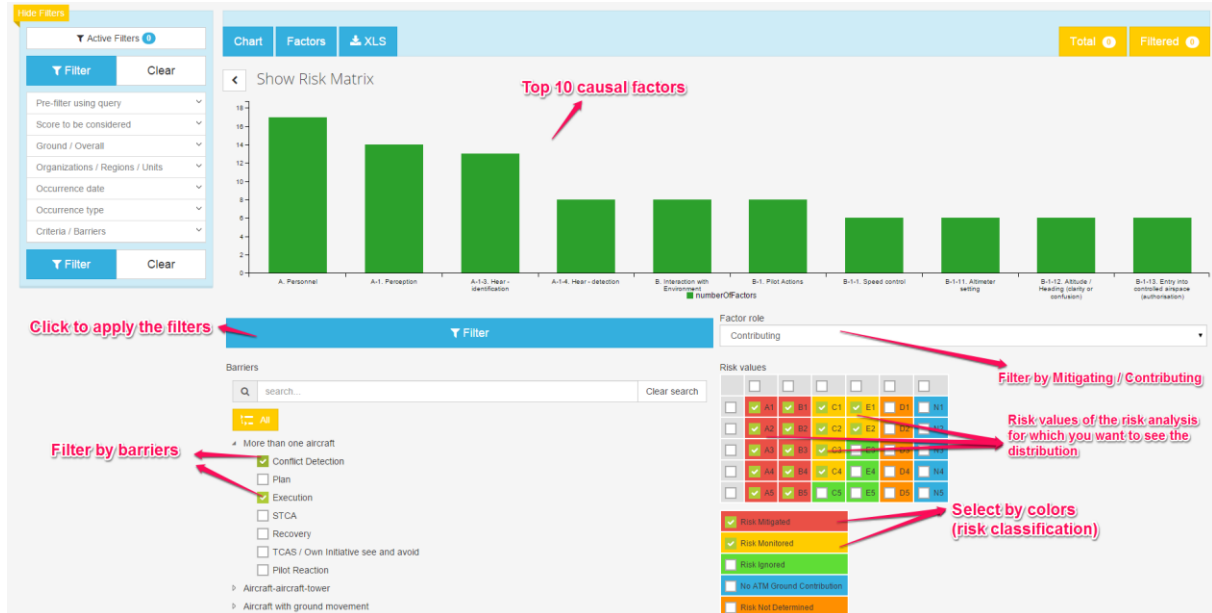 Hide Filters
Active Filters 0
Filter Clear
Pre-filter using query
Score to be considered
Ground / Overall
Organizations / Regions / Units
Occurrence date
Occurrence type
Criteria / Barriers
Filter Clear
Chart Factors XLS
Total 0 Filtered 0
Show Risk Matrix
Top 10 causal factors
18
16
14
12
10
8
6
4
2
0
A. Personnel
A-1. Perception
A-1-3. Hear -
identification
A-1-4. Hear - detection
B. Interaction with
Environment
B-1. Pilot Actions
B-1-1. Speed control
B-1-11. Altimeter
setting
B-1-12. Altitude /
Heading (clarity or
confusion)
B-1-13. Entry into
controlled airspace
(authorisation)
numberOfFactors
Click to apply the filters
Filter
Factor role
Contributing
Filter by Mitigating / Contributing
Barriers
search...
Clear search
All
Filter by barriers
More than one aircraft
Conflict Detection
Plan
Execution
STCA
Recovery
TCAS / Own Initiative see and avoid
Pilot Reaction
Aircraft-aircraft-tower
Aircraft with ground movement
Risk values
A1 B1 C1 E1 D1 N1
A2 B2 C2 E2 D2 N2
A3 B3 C3 E3 D3 N3
A4 B4 C4 E4 D4 N4
A5 B5 C5 E5 D5 N5
Risk values of the risk analysis
for which you want to see the
distribution
Risk Mitigated
Risk Monitored
Risk Ignored
No ATM Ground Contribution
Risk Not Determined
Select by colors
(risk classification)